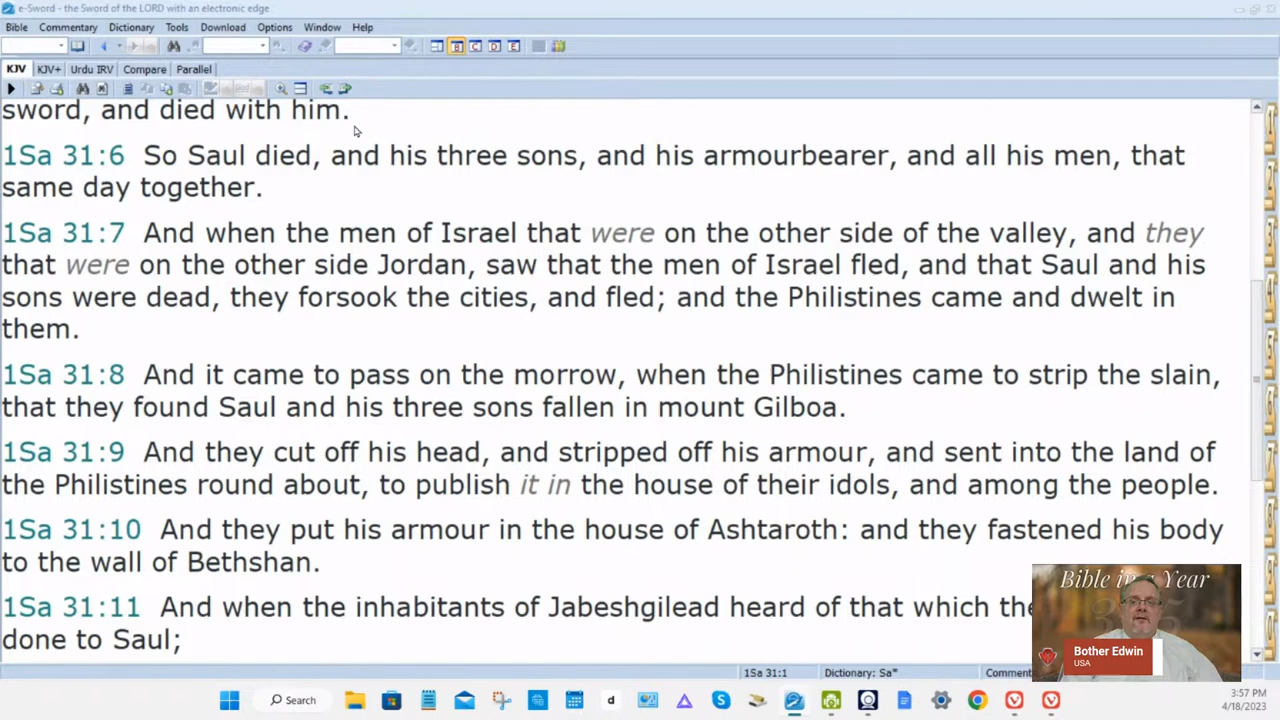 e-Sword - the Sword of the LORD with an electronic edge
Bible Commentary Dictionary Tools Download Options Window Help
B C D E
KJV KJV+ Urdu IRV Compare Parallel
sword, and died with him.
1Sa 31:6 So Saul died, and his three sons, and his armourbearer, and all his men, that
same day together.
1Sa 31:7 And when the men of Israel that were on the other side of the valley, and they
that were on the other side Jordan, saw that the men of Israel fled, and that Saul and his
sons were dead, they forsook the cities, and fled; and the Philistines came and dwelt in
them.
1Sa 31:8 And it came to pass on the morrow, when the Philistines came to strip the slain,
that they found Saul and his three sons fallen in mount Gilboa.
1Sa 31:9 And they cut off his head, and stripped off his armour, and sent into the land of
the Philistines round about, to publish it in the house of their idols, and among the people.
1Sa 31:10 And they put his armour in the house of Ashtaroth: and they fastened his body
to the wall of Bethshan.
1Sa 31:11 And when the inhabitants of Jabeshgilead heard of that which the
done to Saul;
Bible in a Year
Bother Edwin
USA
1Sa 31:1 Dictionary: Sa* Comment
Search
3:57 PM
4/18/2023